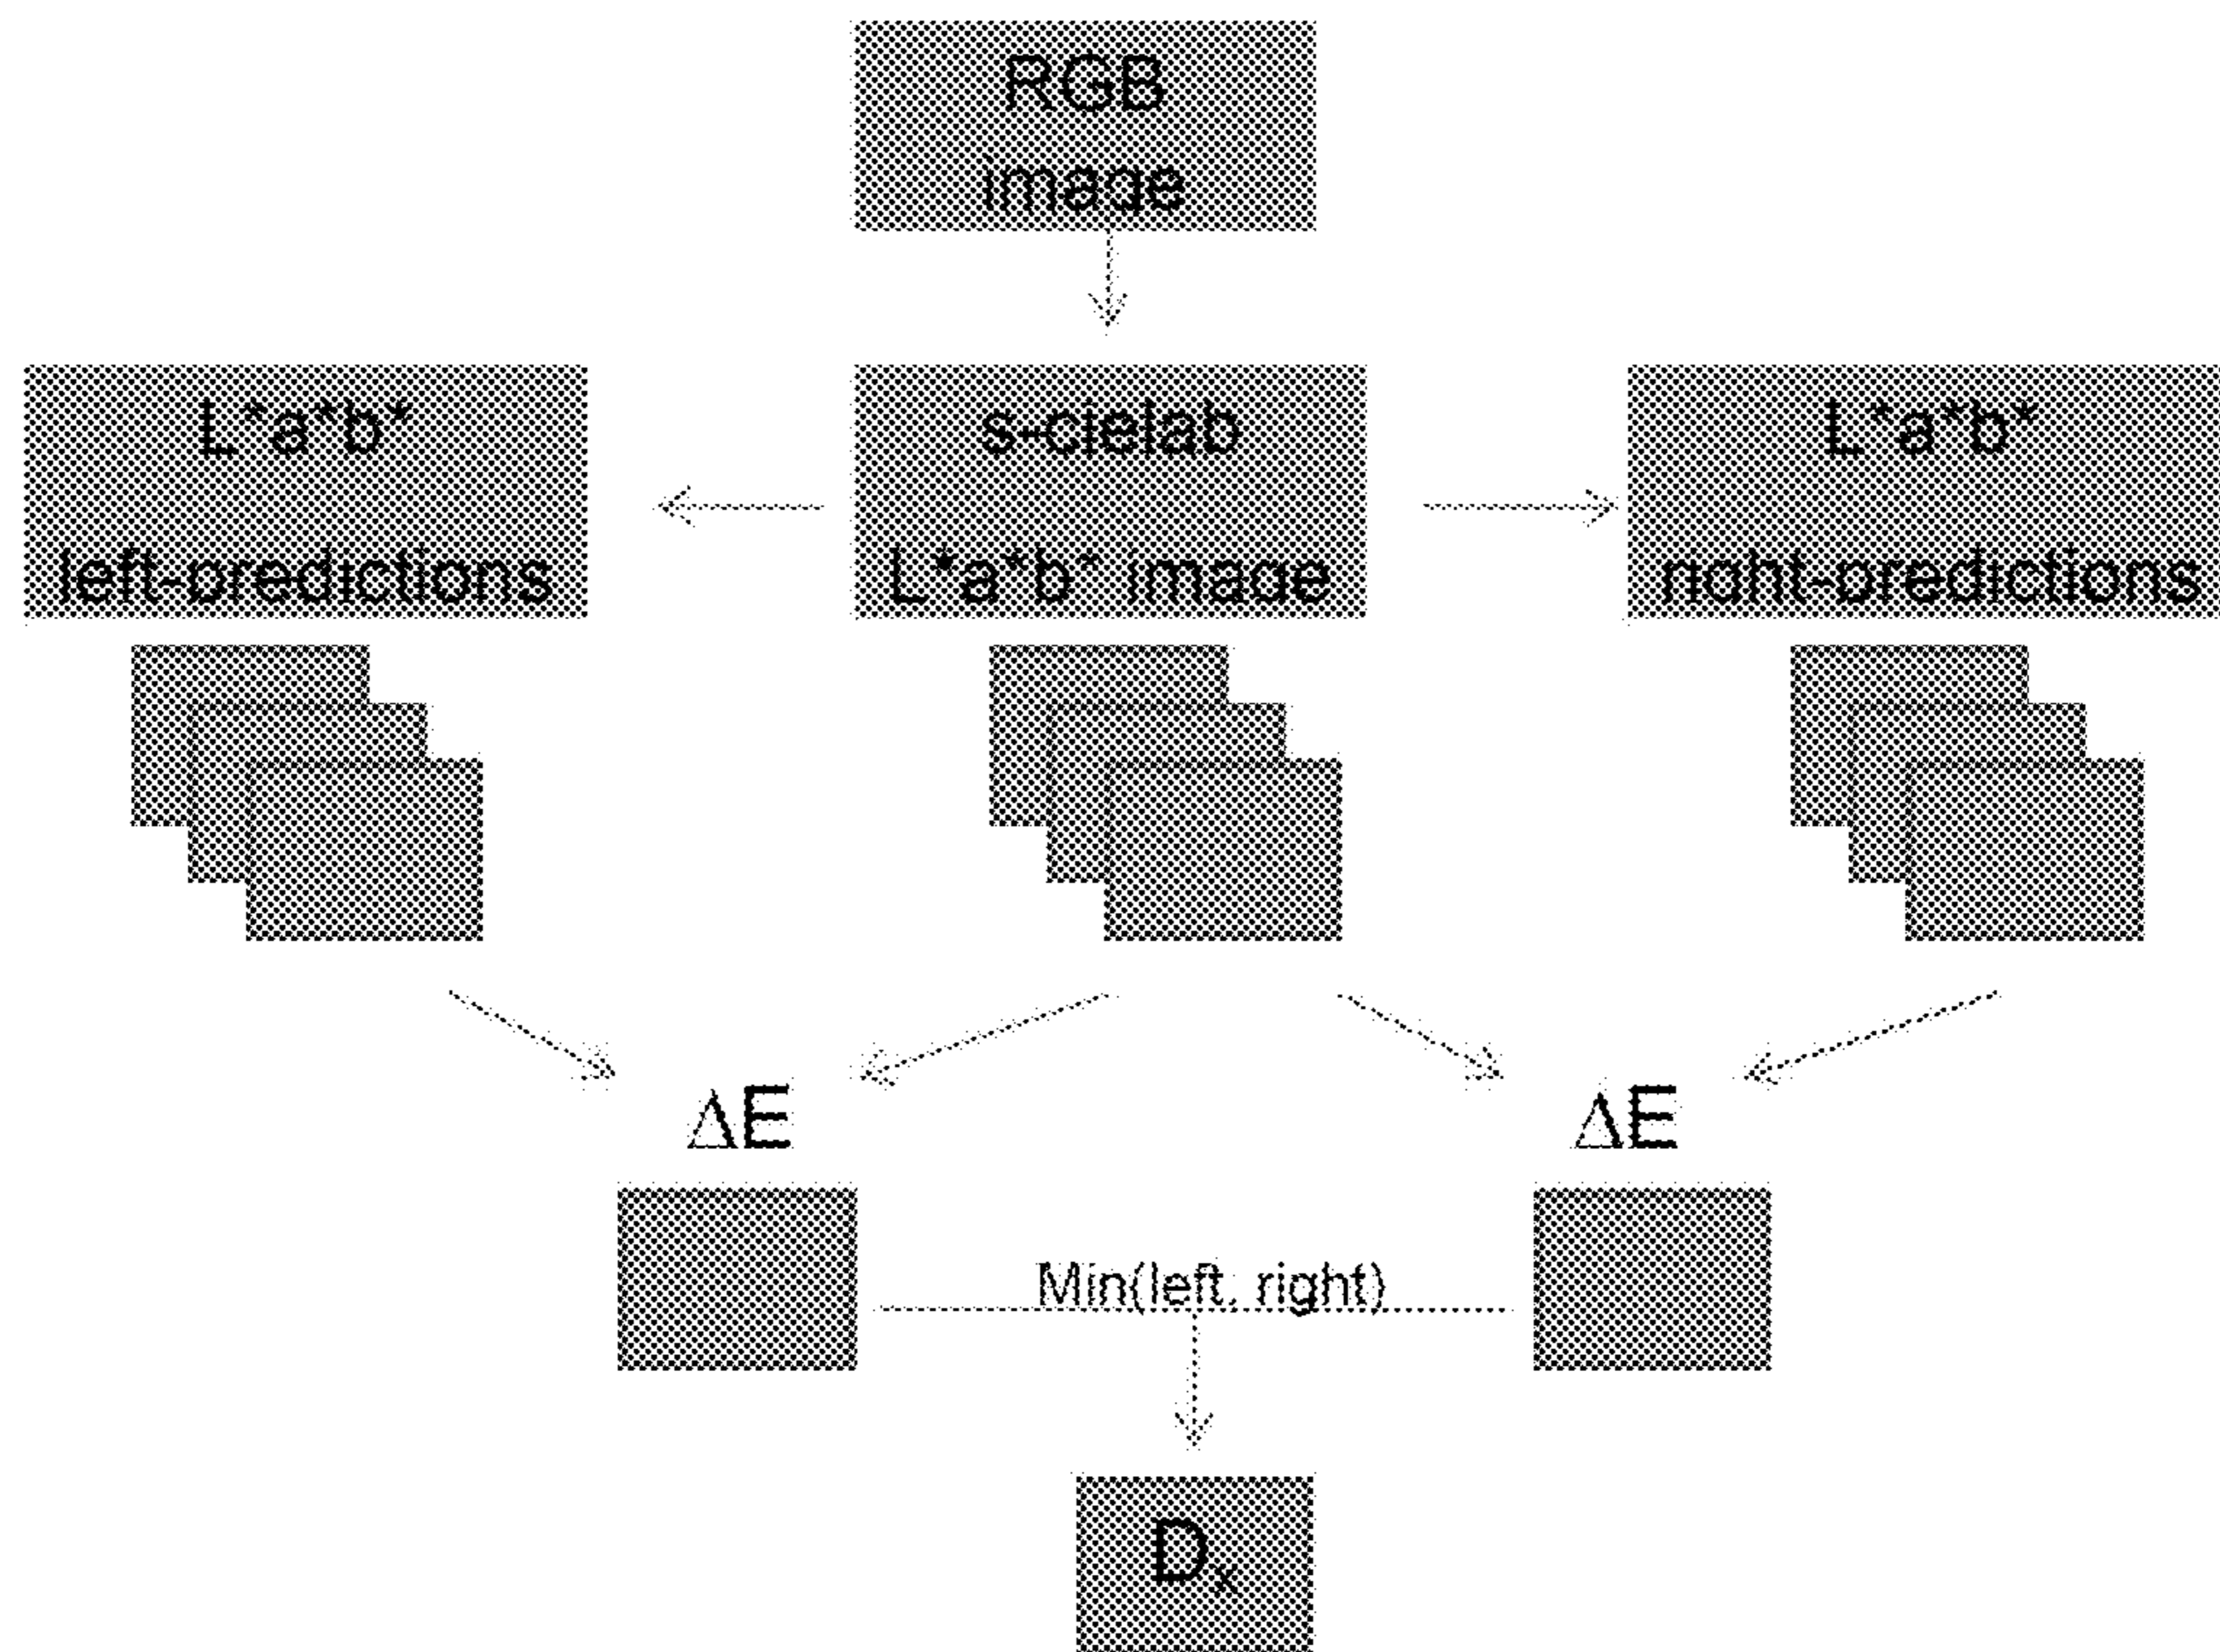 RGB
image
L*a*b*
left-predictions
s-cielab
L*a*b* image
L*a*b*
right-predictions
ΔE
ΔE
Min(left, right)
Dx